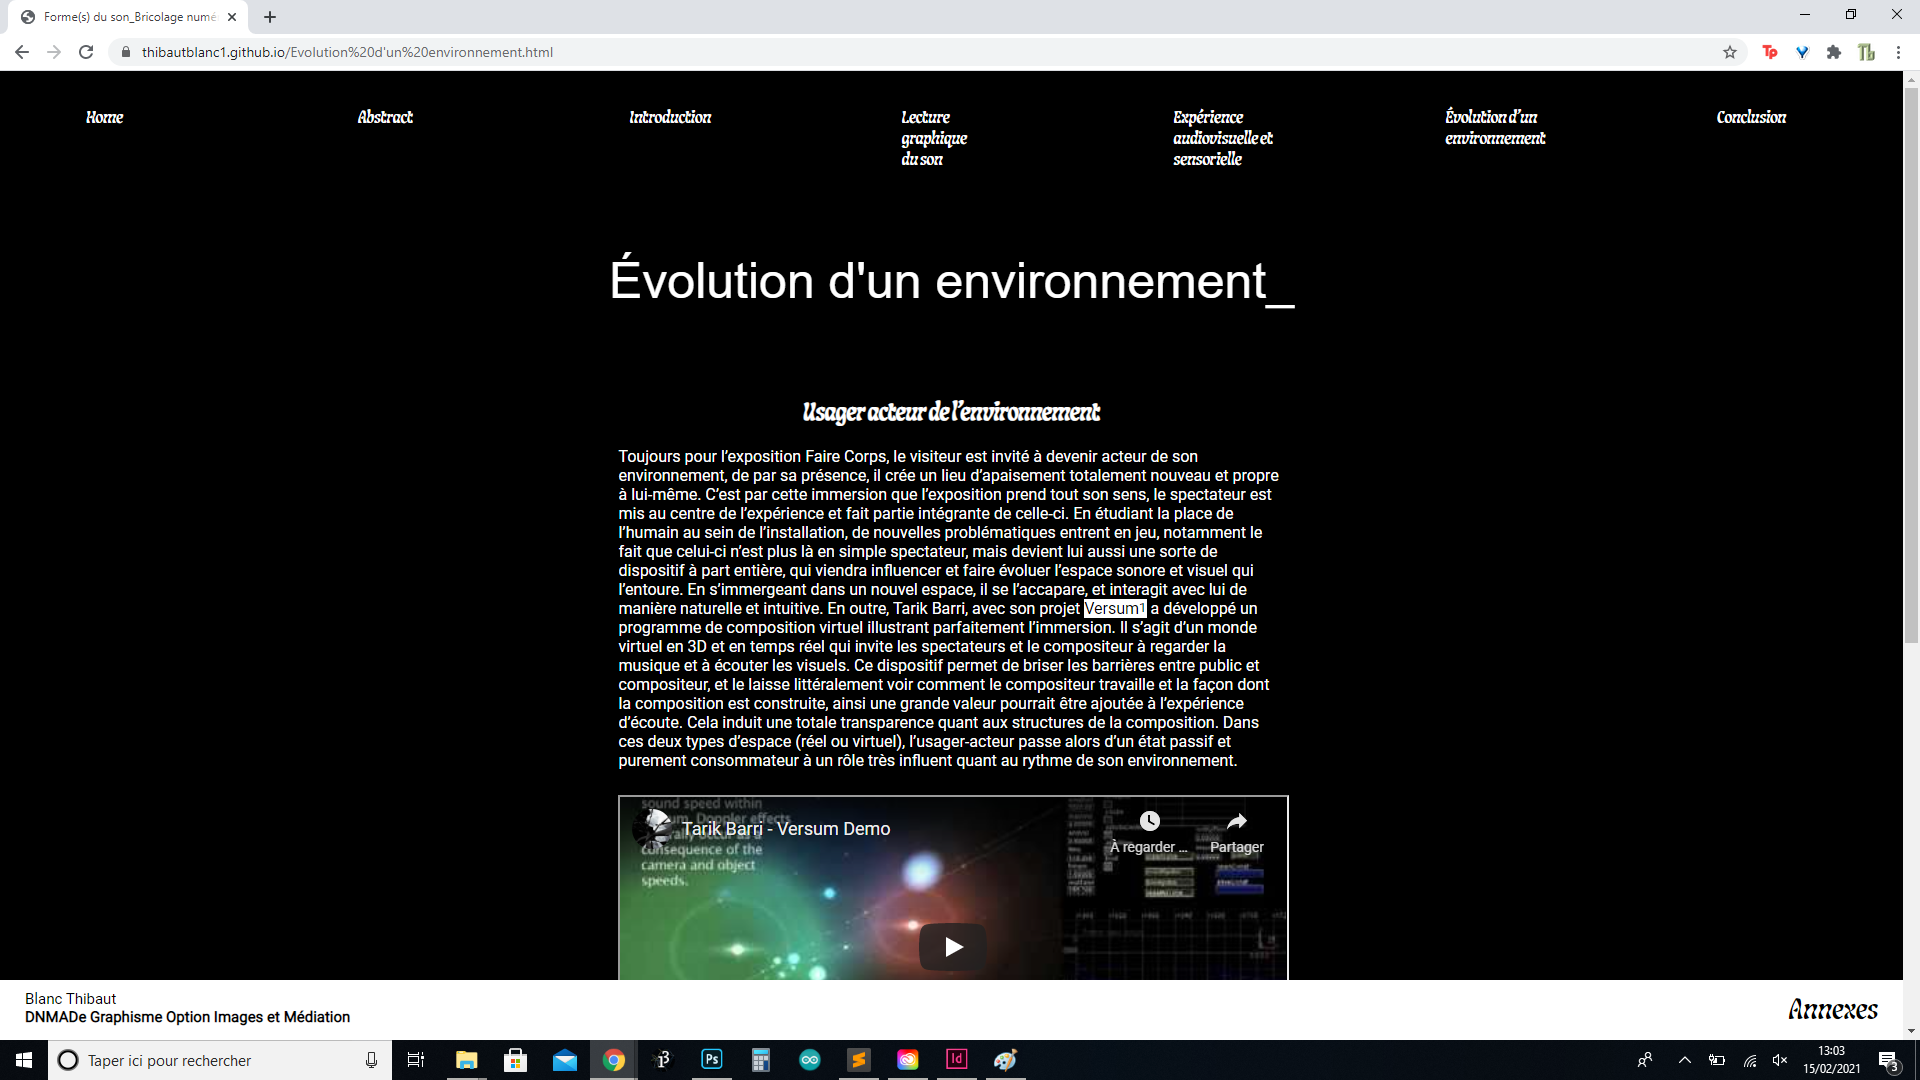 Forme(s) du son_Bricolage numé
thibautblanc1.github.io/Evolution%20d'un%20environnement.html
Tp
Tb
Home
Abstract
Introduction
Lecture
graphique
du son
Expérience
audiovisuelle et
sensorielle
Évolution d’un
environnement
Conclusion
Évolution d'un environnement_
Usager acteur de l’environnement
Toujours pour l’exposition Faire Corps, le visiteur est invité à devenir acteur de son
environnement, de par sa présence, il crée un lieu d’apaisement totalement nouveau et propre
à lui-même. C’est par cette immersion que l’exposition prend tout son sens, le spectateur est
mis au centre de l’expérience et fait partie intégrante de celle-ci. En étudiant la place de
l’humain au sein de l’installation, de nouvelles problématiques entrent en jeu, notamment le
fait que celui-ci n’est plus là en simple spectateur, mais devient lui aussi une sorte de
dispositif à part entière, qui viendra influencer et faire évoluer l’espace sonore et visuel qui
l’entoure. En s’immergeant dans un nouvel espace, il se l’accapare, et interagit avec lui de
manière naturelle et intuitive. En outre, Tarik Barri, avec son projet Versum1 a développé un
programme de composition virtuel illustrant parfaitement l’immersion. Il s’agit d’un monde
virtuel en 3D et en temps réel qui invite les spectateurs et le compositeur à regarder la
musique et à écouter les visuels. Ce dispositif permet de briser les barrières entre public et
compositeur, et le laisse littéralement voir comment le compositeur travaille et la façon dont
la composition est construite, ainsi une grande valeur pourrait être ajoutée à l’expérience
d’écoute. Cela induit une totale transparence quant aux structures de la composition. Dans
ces deux types d’espace (réel ou virtuel), l’usager-acteur passe alors d’un état passif et
purement consommateur à un rôle très influent quant au rythme de son environnement.
sound speed within
Doppler effects
Tarik Barri - Versum Demo
consequence of the
camera and object
speeds.
À regarder ...
Partager
Blanc Thibaut
DNMADe Graphisme Option Images et Médiation
Annexes
Taper ici pour rechercher
Ps
Id
13:03
15/02/2021
3